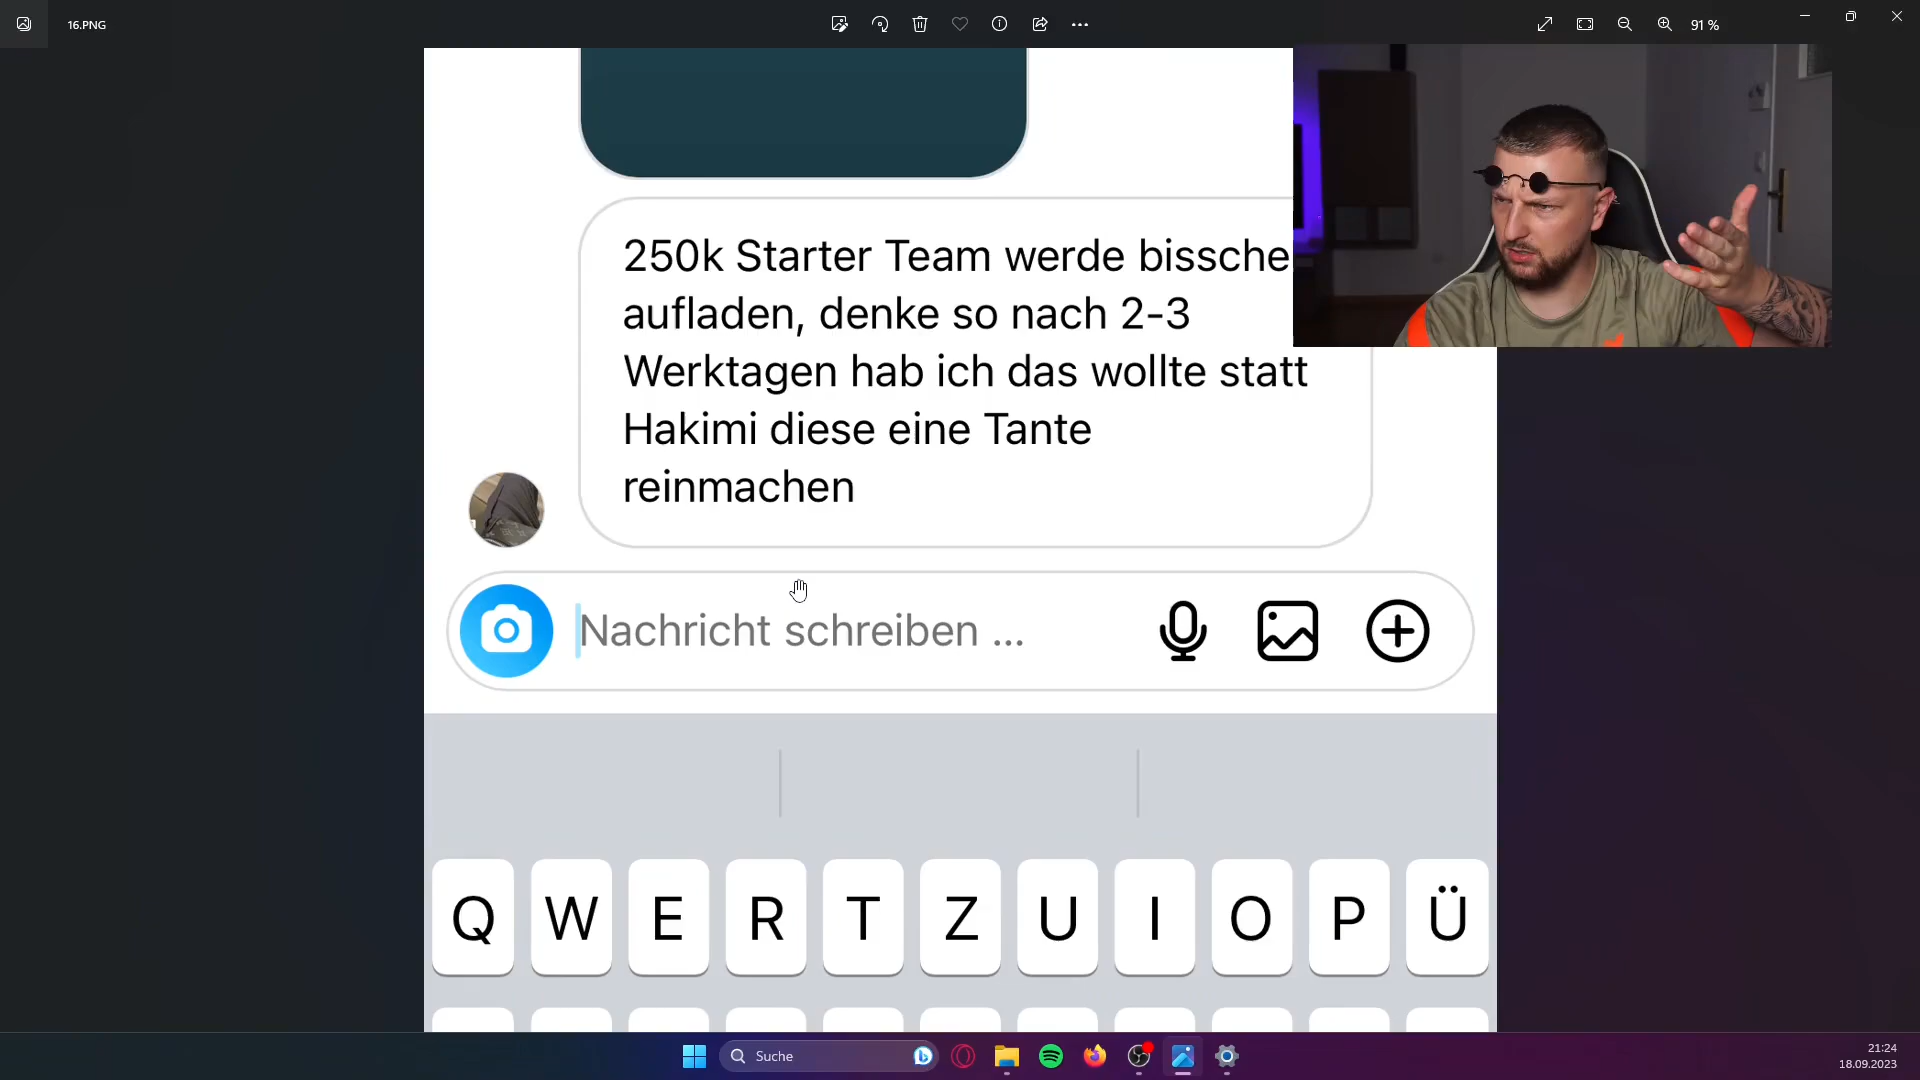 16.PNG
91 %
250k Starter Team werde bissche
aufladen, denke so nach 2-3
Werktagen hab ich das wollte statt
Hakimi diese eine Tante
reinmachen
Nachricht schreiben ...
Q W E R T Z U I O P Ü
Suche
21:24
18.09.2023